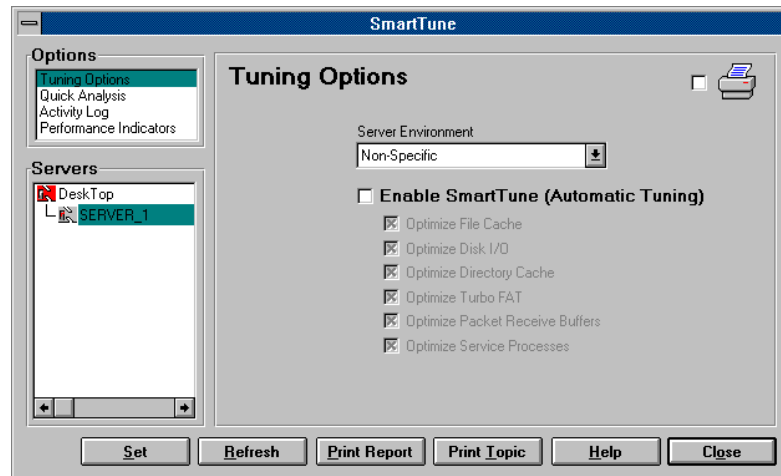 SmartTune
Options
Tuning Options
Quick Analysis
Activity Log
Performance Indicators
Servers
DeskTop
SERVER_1
Tuning Options
Server Environment
Non-Specific
Enable SmartTune (Automatic Tuning)
Optimize File Cache
Optimize Disk I/O
Optimize Directory Cache
Optimize Turbo FAT
Optimize Packet Receive Buffers
Optimize Service Processes
Set
Refresh
Print Report
Print Topic
Help
Close